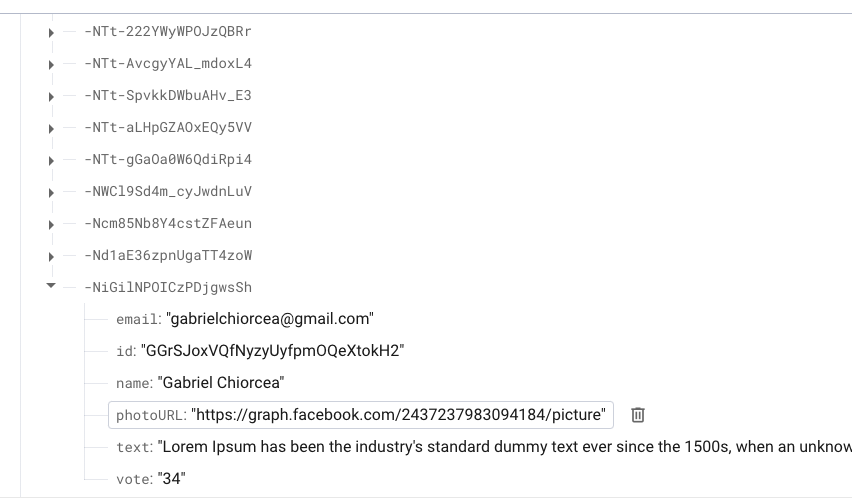 -NTt-222YWyWPOJzQBRr
-NTt-AvcgyYAL_mdoxL4
-NTt-SpvkkDWbuAHv_E3
-NTt-aLHpGZAOxEQy5VV
-NTt-gGaOa0W6QdiRpi4
-NWCl9Sd4m_cyJwdnLuV
-Ncm85Nb8Y4cstZFAeun
-Nd1aE36zpnUgaTT4zoW
-NiGilNPOICzPDjgwsSh
email: "gabrielchiorcea@gmail.com"
id: "GGrSJoxVQfNyzyUyfpmOQeXtokH2"
name: "Gabriel Chiorcea"
photoURL: "https://graph.facebook.com/2437237983094184/picture"
text: "Lorem Ipsum has been the industry's standard dummy text ever since the 1500s, when an unknow
vote: "34"